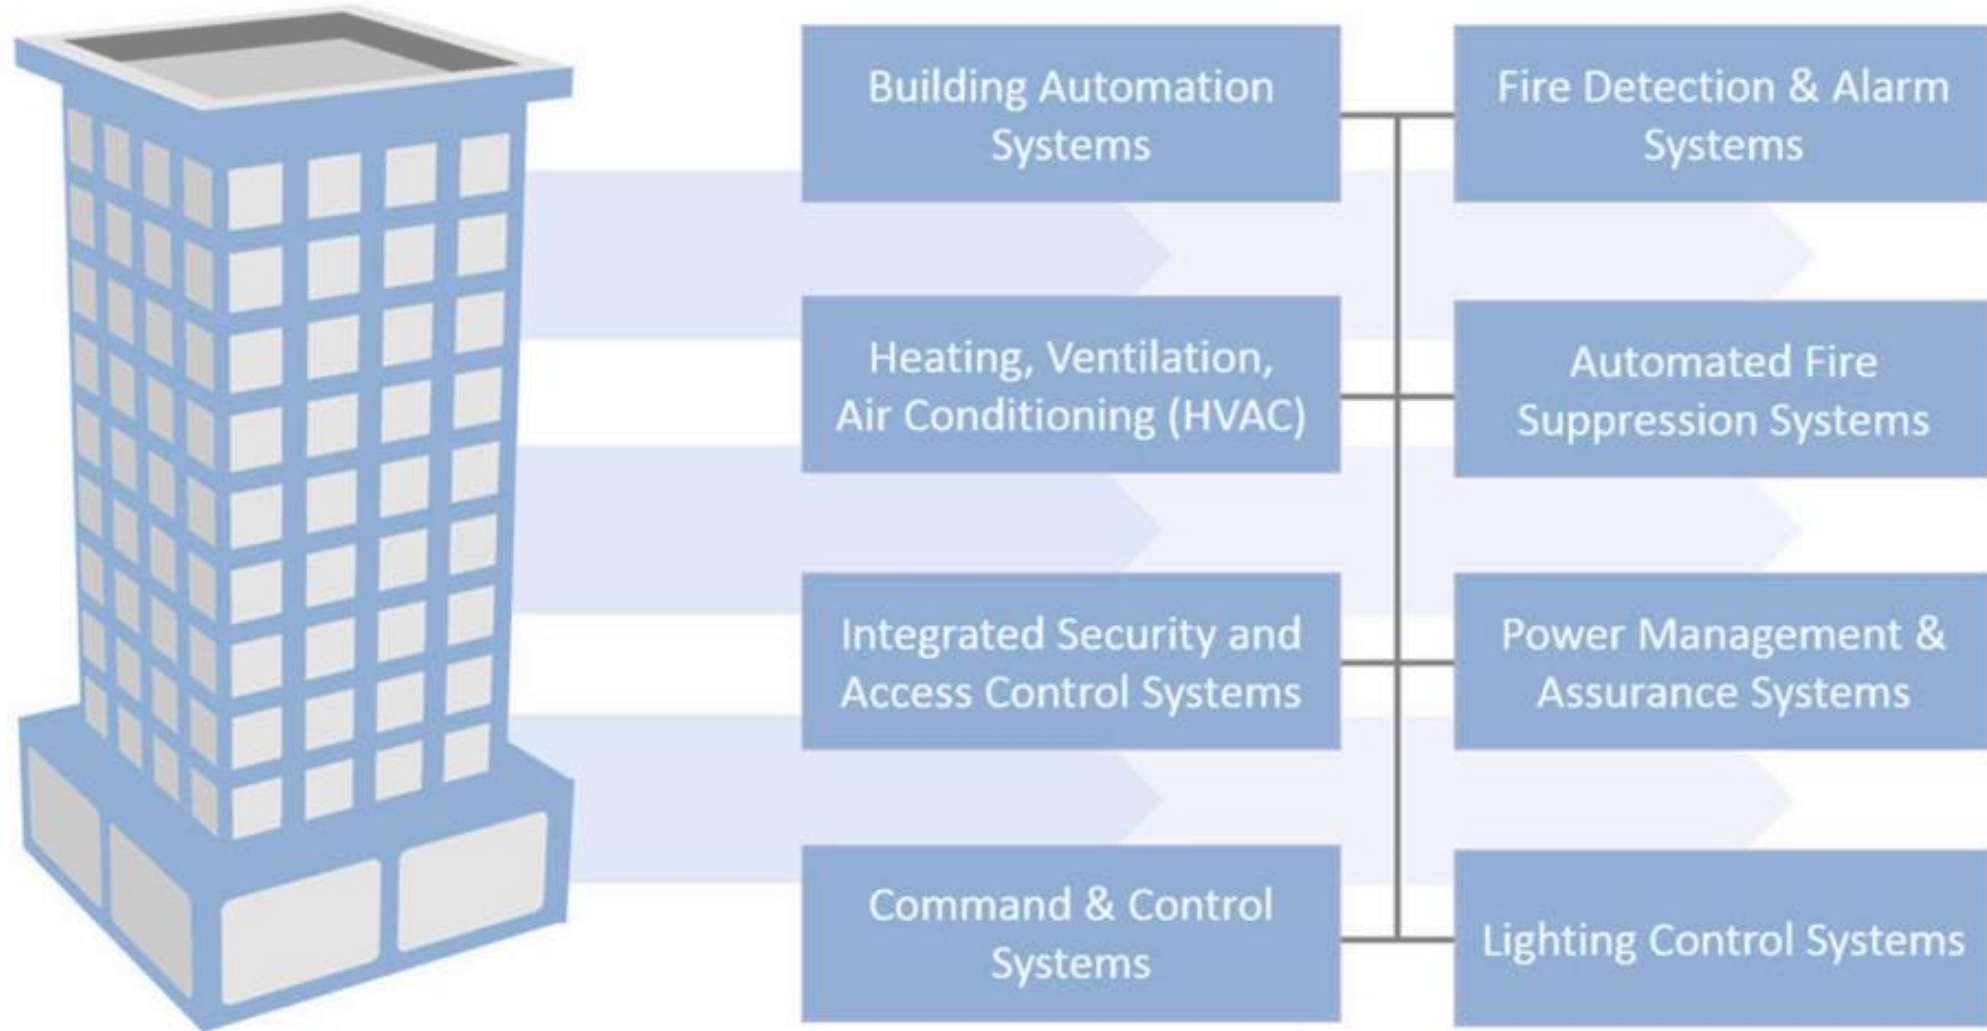 Building Automation
Systems
Fire Detection & Alarm
Systems
Heating, Ventilation,
Air Conditioning (HVAC)
Automated Fire
Suppression Systems
Integrated Security and
Access Control Systems
Power Management &
Assurance Systems
Command & Control
Systems
Lighting Control Systems